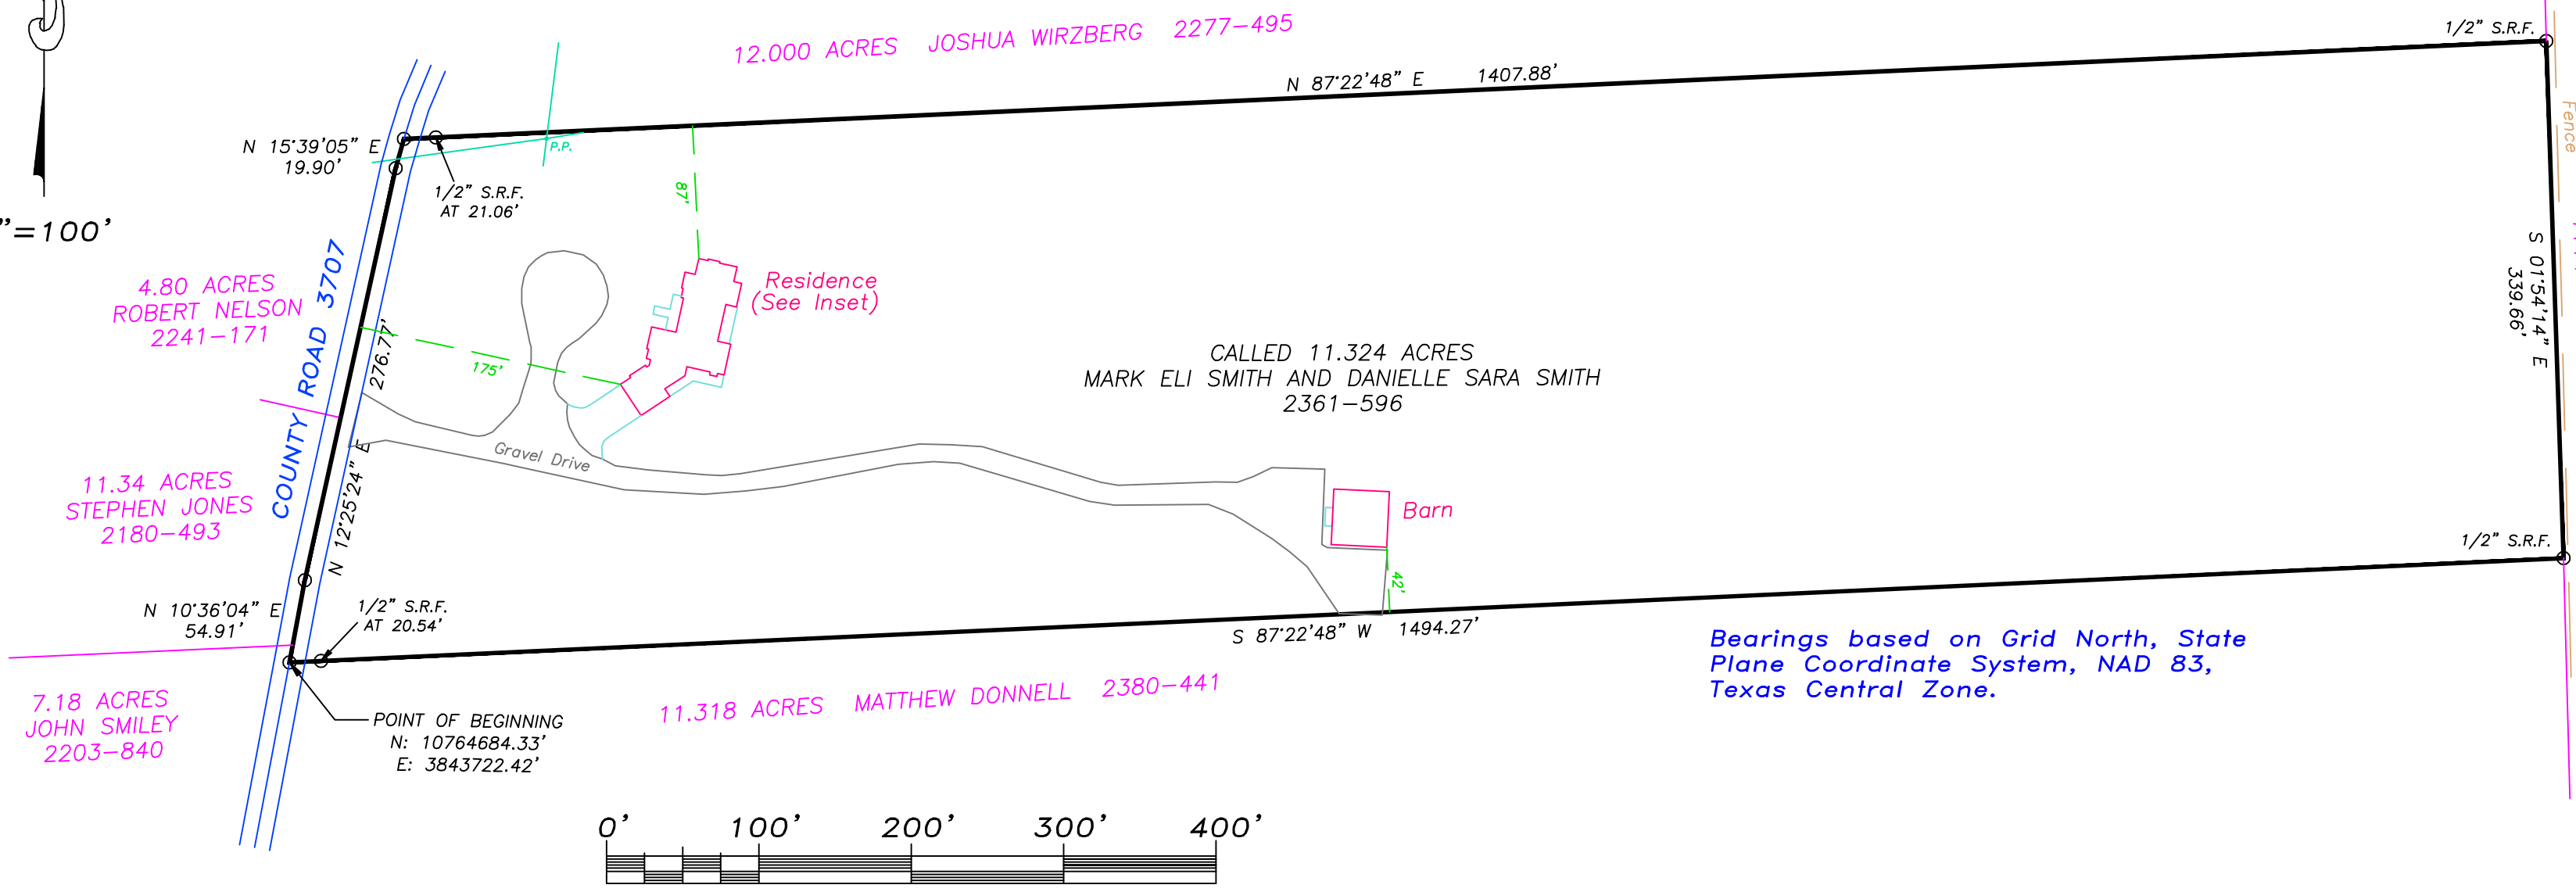 12.000 ACRES JOSHUA WIRZBERG 2277-495
1/2" S.R.F.
N 87°22'48" E 1407.88'
Fence
N 15°39'05" E
19.90'
P.P.
1/2" S.R.F.
AT 21.06'
87'
"=100'
4.80 ACRES
ROBERT NELSON
2241-171
COUNTY ROAD 3707
Residence
(See Inset)
S 01°54'14" E
339.66'
175'
N 12°25'24" E 276.77'
CALLED 11.324 ACRES
MARK ELI SMITH AND DANIELLE SARA SMITH
2361-596
Gravel Drive
11.34 ACRES
STEPHEN JONES
2180-493
Barn
42'
1/2" S.R.F.
N 10°36'04" E
54.91'
1/2" S.R.F.
AT 20.54'
S 87°22'48" W 1494.27'
Bearings based on Grid North, State
Plane Coordinate System, NAD 83,
Texas Central Zone.
7.18 ACRES
JOHN SMILEY
2203-840
11.318 ACRES MATTHEW DONNELL 2380-441
POINT OF BEGINNING
N: 10764684.33'
E: 3843722.42'
0' 100' 200' 300' 400'